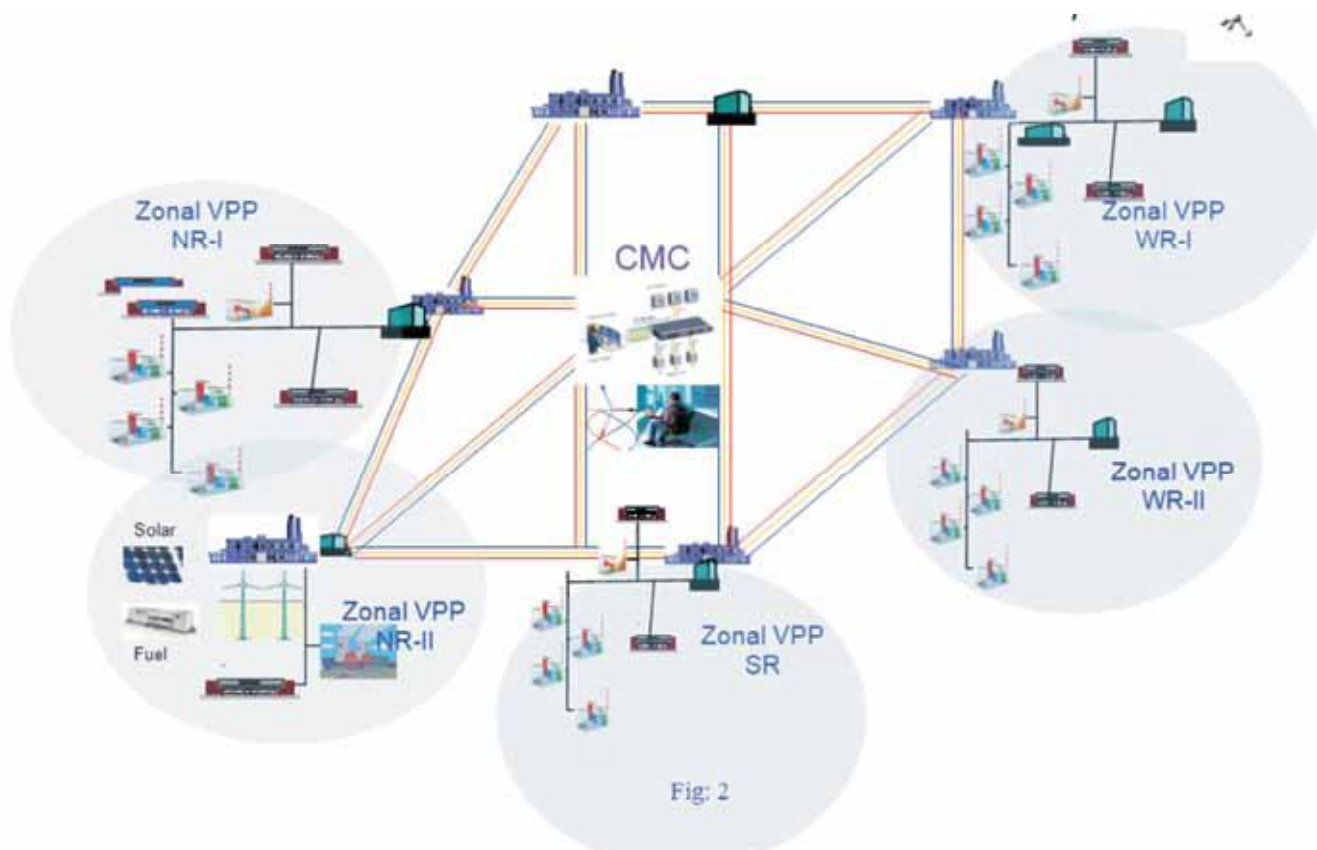 Zonal VPP
NR-I
CMC
Zonal VPP
WR-I
Zonal VPP
WR-II
Solar
Fuel
Zonal VPP
NR-II
Zonal VPP
SR
Fig: 2